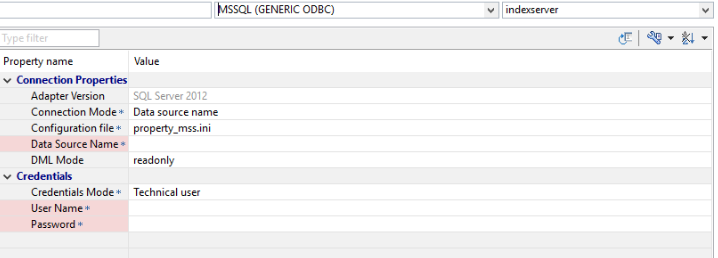 MSSQL (GENERIC ODBC) indexserver
Type filter
Property name Value
Connection Properties
Adapter Version SQL Server 2012
Connection Mode* Data source name
Configuration file* property_mss.ini
Data Source Name*
DML Mode readonly
Credentials
Credentials Mode* Technical user
User Name*
Password*